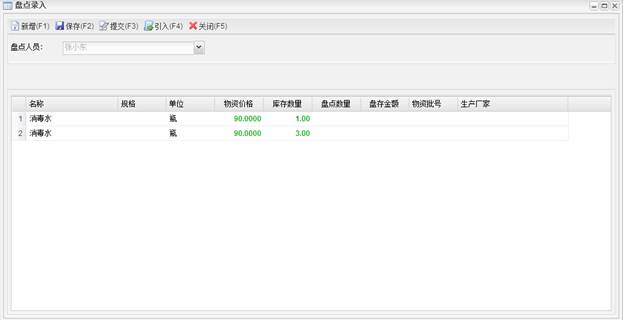 盘点录入
新增(F1) 保存(F2) 提交(F3) 引入(F4) 关闭(F5)
盘点人员: 张小东
名称 规格 单位 物资价格 库存数量 盘点数量 盘存金额 物资批号 生产厂家
1 消毒水 瓶 90.0000 1.00
2 消毒水 瓶 90.0000 3.00